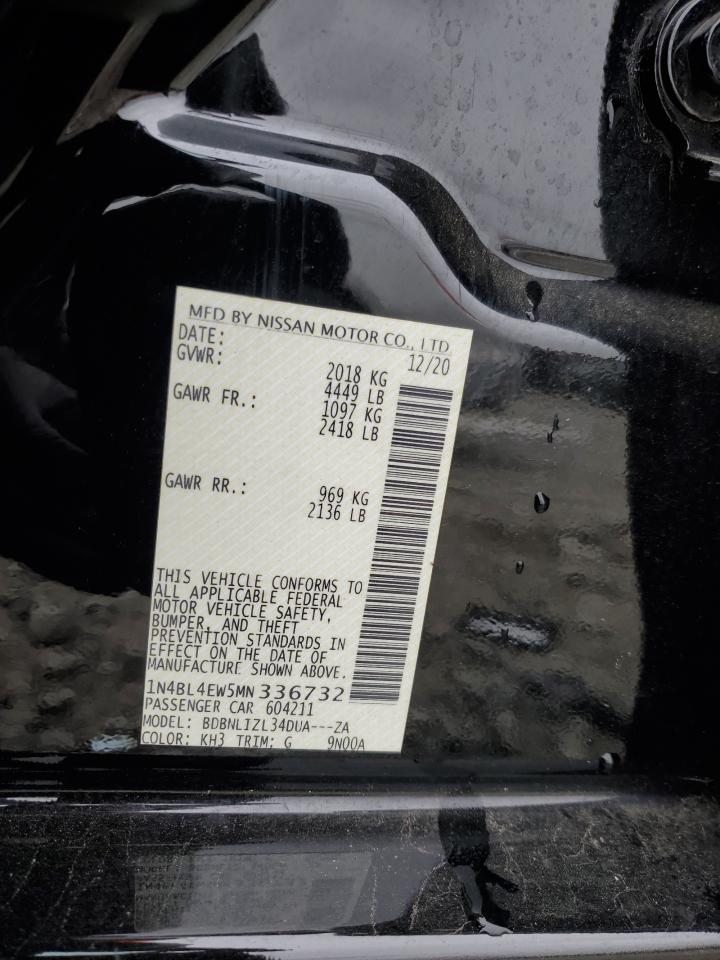 MFD BY NISSAN MOTOR CO., LTD.
DATE: 12/20
GVWR: 2018 KG
4449 LB
GAWR FR.: 1097 KG
2418 LB
GAWR RR.: 969 KG
2136 LB
THIS VEHICLE CONFORMS TO
ALL APPLICABLE FEDERAL
MOTOR VEHICLE SAFETY,
BUMPER, AND THEFT
PREVENTION STANDARDS IN
EFFECT ON THE DATE OF
MANUFACTURE SHOWN ABOVE.
1N4BL4EW5MN336732
PASSENGER CAR 604211
MODEL: BDBNLIZL34DUA---ZA
COLOR: KH3 TRIM: G 9N00A